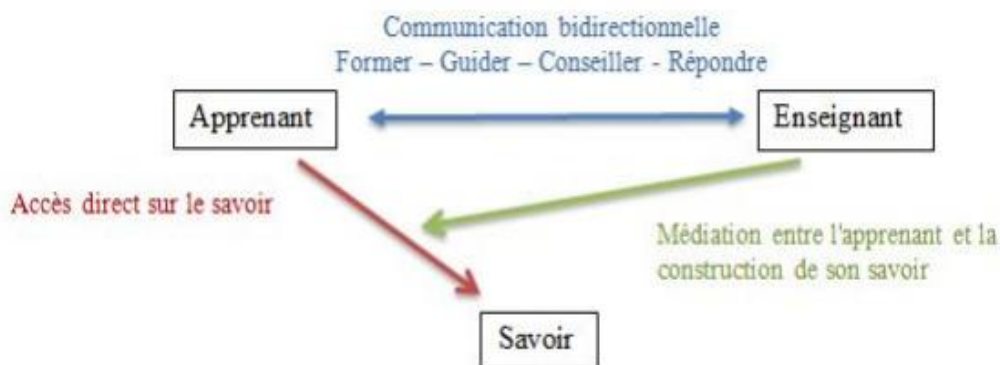 Communication bidirectionnelle
Former – Guider – Conseiller - Répondre
Apprenant
Enseignant
Accès direct sur le savoir
Médiation entre l'apprenant et la
construction de son savoir
Savoir